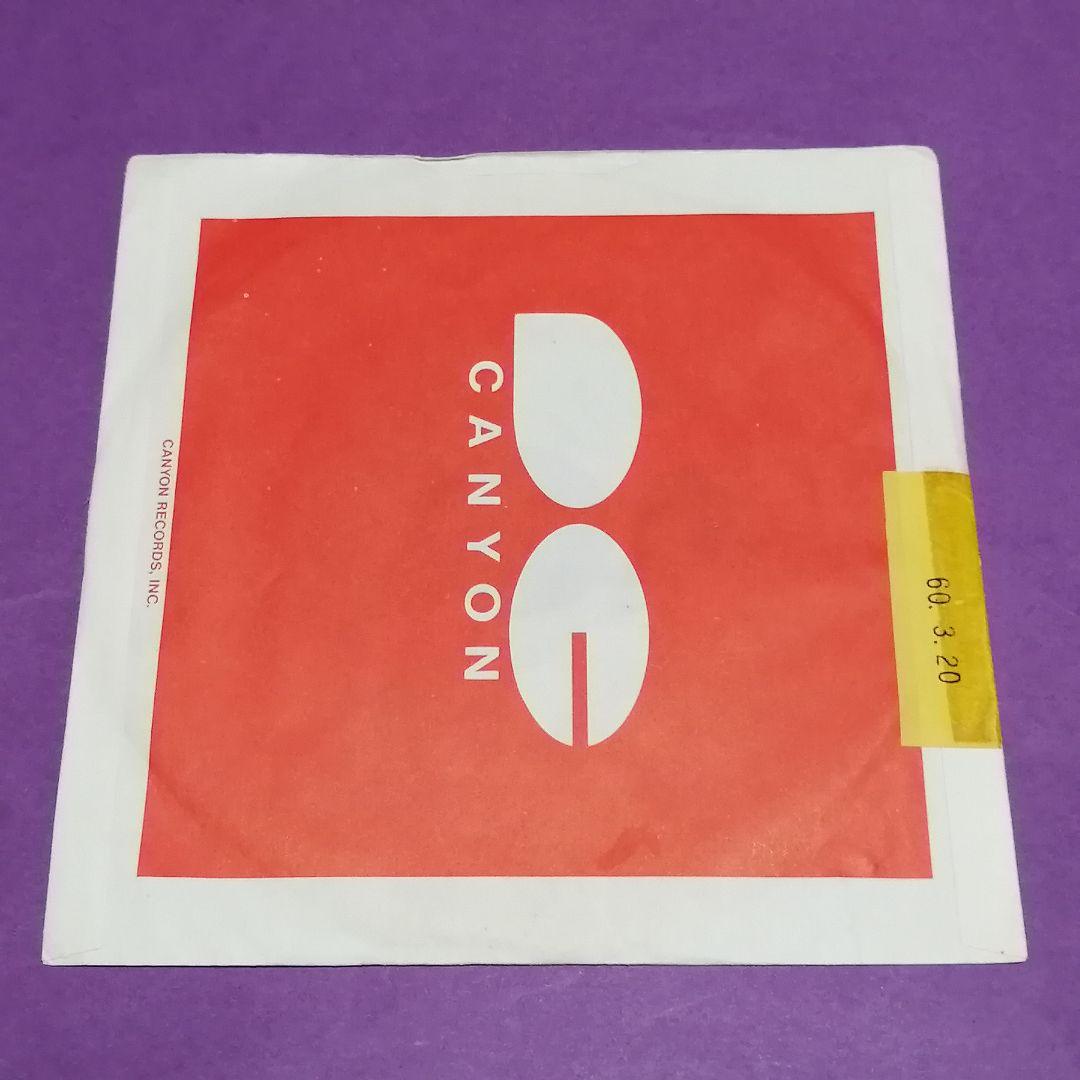 CANYON
CANYON RECORDS, INC.
60. 3. 20